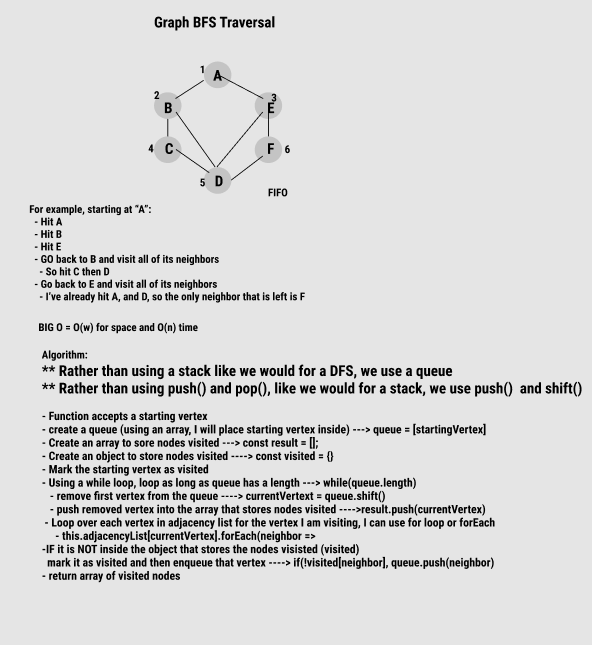 Graph BFS Traversal
1
A
2
B
3
E
4
C
F
6
5
D
FIFO
For example, starting at "A":
- Hit A
- Hit B
- Hit E
- GO back to B and visit all of its neighbors
- So hit C then D
- Go back to E and visit all of its neighbors
- I've already hit A, and D, so the only neighbor that is left is F
BIG O = O(w) for space and O(n) time
Algorithm:
** Rather than using a stack like we would for a DFS, we use a queue
** Rather than using push() and pop(), like we would for a stack, we use push() and shift()
- Function accepts a starting vertex
- create a queue (using an array, I will place starting vertex inside) ---> queue = [startingVertex]
- Create an array to sore nodes visited ---> const result = [];
- Create an object to store nodes visited ----> const visited = {}
- Mark the starting vertex as visited
- Using a while loop, loop as long as queue has a length ---> while(queue.length)
- remove first vertex from the queue ----> currentVertext = queue.shift()
- push removed vertex into the array that stores nodes visited ---->result.push(currentVertex)
- Loop over each vertex in adjacency list for the vertex I am visiting, I can use for loop or forEach
- this.adjacencyList[currentVertex].forEach(neighbor =>
-IF it is NOT inside the object that stores the nodes visisted (visited)
mark it as visited and then enqueue that vertex ----> if(!visited[neighbor], queue.push(neighbor)
- return array of visited nodes